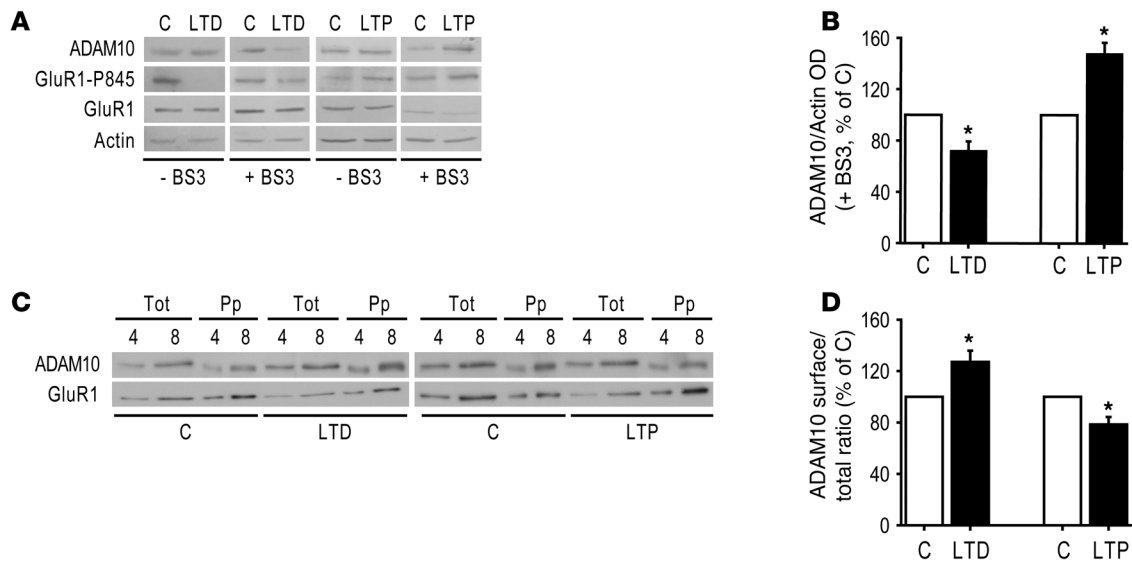 A
C LTD C LTD C LTP C LTP
ADAM10
GluR1-P845
GluR1
Actin
- BS3 + BS3 - BS3 + BS3
B
ADAM10/Actin OD
(+ BS3, % of C)
160
120
80
40
0
* *
C LTD C LTP
C
Tot Pp Tot Pp Tot Pp Tot Pp
4 8 4 8 4 8 4 8 4 8 4 8 4 8 4 8
ADAM10
GluR1
C LTD C LTP
D
ADAM10 surface/
total ratio (% of C)
160
120
80
40
0
* *
C LTD C LTP